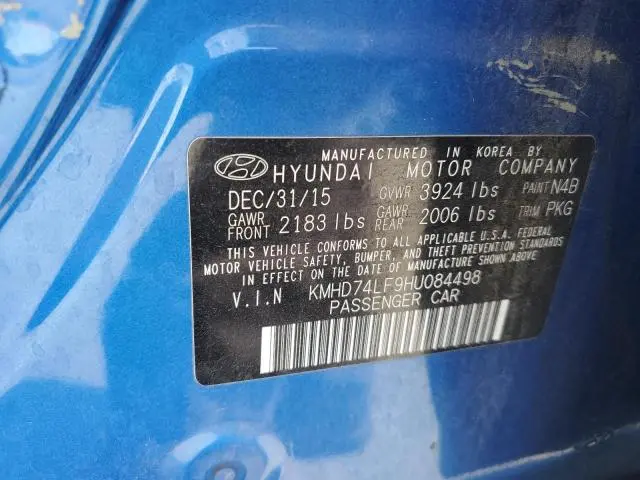 MANUFACTURED IN KOREA BY
HYUNDAI MOTOR COMPANY
DEC/31/15 GVWR 3924 lbs PAINT N4B
GAWR FRONT 2183 lbs GAWR REAR 2006 lbs TRIM PKG
THIS VEHICLE CONFORMS TO ALL APPLICABLE U.S.A. FEDERAL
MOTOR VEHICLE SAFETY, BUMPER, AND THEFT PREVENTION STANDARDS
IN EFFECT ON THE DATE OF MANUFACTURE SHOWN ABOVE.
V.I.N KMHD74LF9HU084498
PASSENGER CAR